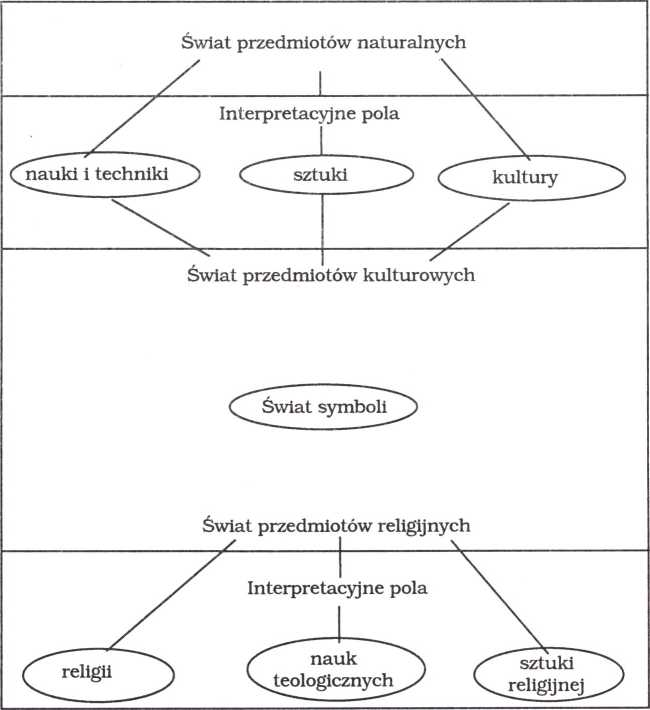 Świat przedmiotów naturalnych
Interpretacyjne pola
nauki i techniki
sztuki
kultury
Świat przedmiotów kulturowych
Świat symboli
Świat przedmiotów religijnych
Interpretacyjne pola
religii
nauk
teologicznych
sztuki
religijnej